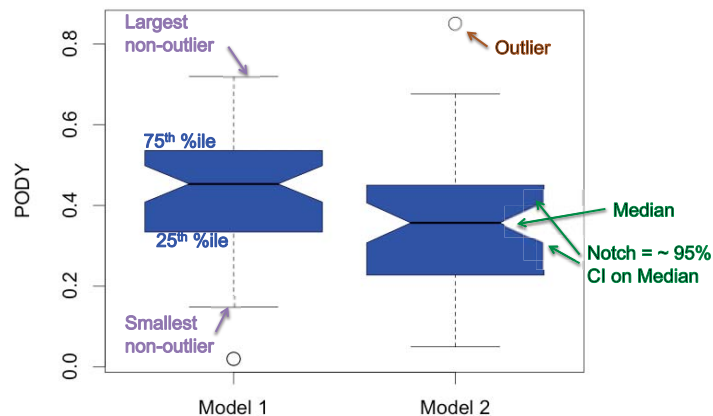 Largest
non-outlier
Outlier
0.8
0.6
75th %ile
PODY
0.4
Median
25th %ile
Notch = ~ 95%
CI on Median
0.2
Smallest
non-outlier
0.0
Model 1
Model 2